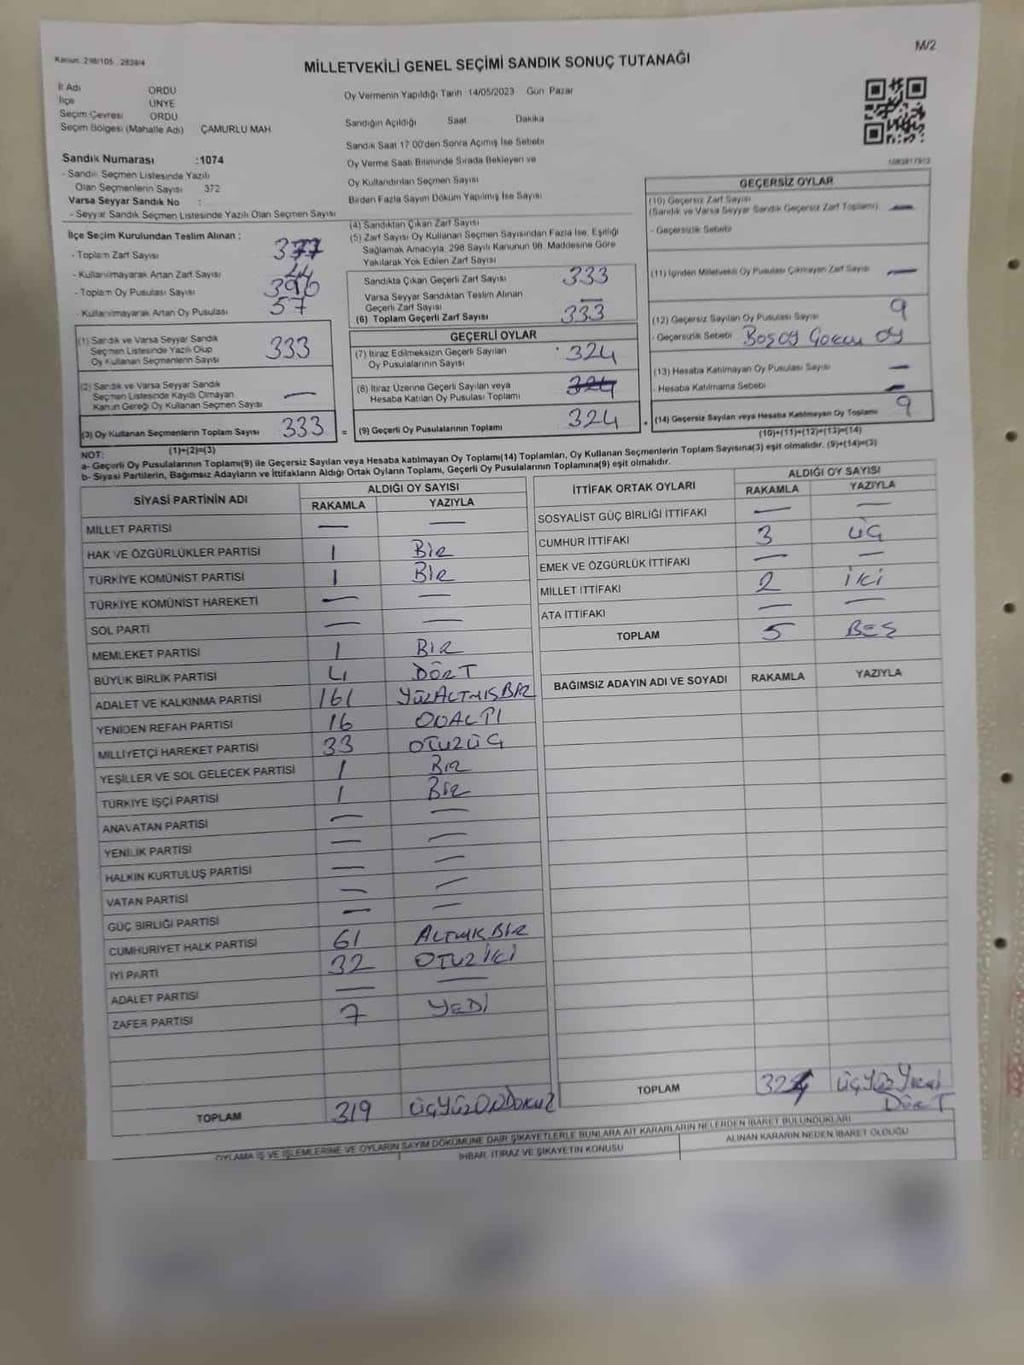 Kanun: 298/105 2839/4
M/2
MİLLETVEKİLİ GENEL SEÇİMİ SANDIK SONUÇ TUTANAĞI
İl Adı ORDU
İlçe ÜNYE
Seçim Çevresi ORDU
Seçim Bölgesi (Mahalle Adı) ÇAMURLU MAH
Sandık Numarası :1074
- Sandık Seçmen Listesinde Yazılı
Olan Seçmenlerin Sayısı 372
Varsa Seyyar Sandık No :
- Seyyar Sandık Seçmen Listesinde Yazılı Olan Seçmen Sayısı
Oy Vermenin Yapıldığı Tarih 14/05/2023 Gün Pazar
Sandığın Açıldığı Saat Dakika
Sandık Saat 17:00'den Sonra Açılmış İse Sebebi
Oy Verme Saati Bitiminde Sırada Bekleyen ve
Oy Kullandırılan Seçmen Sayısı
Birden Fazla Sayım Döküm Yapılmış İse Sayısı
İlçe Seçim Kurulundan Teslim Alınan :
- Toplam Zarf Sayısı 377
- Kullanılmayarak Artan Zarf Sayısı 44
- Toplam Oy Pusulası Sayısı 390
- Kullanılmayarak Artan Oy Pusulası 57
(1) Sandık ve Varsa Seyyar Sandık
Seçmen Listesinde Yazılı Olup
Oy Kullanan Seçmenlerin Sayısı 333
(2) Sandık ve Varsa Seyyar Sandık
Seçmen Listesinde Kayıtlı Olmayan
Kanun Gereği Oy Kullanan Seçmen Sayısı —
(3) Oy Kullanan Seçmenlerin Toplam Sayısı 333
(1)+(2)=(3)
(4) Sandıktan Çıkan Zarf Sayısı
(5) Zarf Sayısı Oy Kullanan Seçmen Sayısından Fazla İse, Eşitliği
Sağlamak Amacıyla, 298 Sayılı Kanunun 98. Maddesine Göre
Yakılarak Yok Edilen Zarf Sayısı
Sandıkta Çıkan Geçerli Zarf Sayısı 333
Varsa Seyyar Sandıktan Teslim Alınan
Geçerli Zarf Sayısı —
(6) Toplam Geçerli Zarf Sayısı 333
GEÇERLİ OYLAR
(7) İtiraz Edilmeksizin Geçerli Sayılan
Oy Pusulalarının Sayısı 324
(8) İtiraz Üzerine Geçerli Sayılan veya
Hesaba Katılan Oy Pusulası Toplamı 324
= (9) Geçerli Oy Pusulalarının Toplamı 324
GEÇERSİZ OYLAR
(10) Geçersiz Zarf Sayısı
(Sandık ve Varsa Seyyar Sandık Geçersiz Zarf Toplamı) —
- Geçersizlik Sebebi
(11) İçinden Milletvekili Oy Pusulası Çıkmayan Zarf Sayısı —
(12) Geçersiz Sayılan Oy Pusulası Sayısı 9
- Geçersizlik Sebebi Boş oy oy
(13) Hesaba Katılmayan Oy Pusulası Sayısı —
- Hesaba Katılmama Sebebi —
+ (14) Geçersiz Sayılan veya Hesaba Katılmayan Oy Toplamı 9
(10)+(11)+(12)+(13)=(14)
NOT:
a- Geçerli Oy Pusulalarının Toplamı(9) ile Geçersiz Sayılan veya Hesaba katılmayan Oy Toplamı(14) Toplamları, Oy Kullanan Seçmenlerin Toplam Sayısına(3) eşit olmalıdır. (9)+(14)=(3)
b- Siyasi Partilerin, Bağımsız Adayların ve İttifakların Aldığı Ortak Oyların Toplamı, Geçerli Oy Pusulalarının Toplamına(9) eşit olmalıdır.
SİYASİ PARTİNİN ADI ALDIĞI OY SAYISI
RAKAMLA YAZIYLA
MİLLET PARTİSİ — —
HAK VE ÖZGÜRLÜKLER PARTİSİ 1 BİR
TÜRKİYE KOMÜNİST PARTİSİ 1 BİR
TÜRKİYE KOMÜNİST HAREKETİ — —
SOL PARTİ — —
MEMLEKET PARTİSİ 1 BİR
BÜYÜK BİRLİK PARTİSİ 4 DÖRT
ADALET VE KALKINMA PARTİSİ 161 YÜZALTMIŞBİR
YENİDEN REFAH PARTİSİ 16 ONALTI
MİLLİYETÇİ HAREKET PARTİSİ 33 OTUZÜÇ
YEŞİLLER VE SOL GELECEK PARTİSİ 1 BİR
TÜRKİYE İŞÇİ PARTİSİ 1 BİR
ANAVATAN PARTİSİ — —
YENİLİK PARTİSİ — —
HALKIN KURTULUŞ PARTİSİ — —
VATAN PARTİSİ — —
GÜÇ BİRLİĞİ PARTİSİ — —
CUMHURİYET HALK PARTİSİ 61 ALTMIŞ BİR
İYİ PARTİ 32 OTUZ İKİ
ADALET PARTİSİ — —
ZAFER PARTİSİ 7 YEDİ
TOPLAM 319 ÜÇYÜZONDOKUZ
İTTİFAK ORTAK OYLARI ALDIĞI OY SAYISI
RAKAMLA YAZIYLA
SOSYALİST GÜÇ BİRLİĞİ İTTİFAKI — —
CUMHUR İTTİFAKI 3 ÜÇ
EMEK VE ÖZGÜRLÜK İTTİFAKI — —
MİLLET İTTİFAKI 2 İKİ
ATA İTTİFAKI — —
TOPLAM 5 BEŞ
BAĞIMSIZ ADAYIN ADI VE SOYADI RAKAMLA YAZIYLA
TOPLAM 324 ÜÇYÜZYİRMİ
DÖRT
OYLAMA İŞ VE İŞLEMLERİNE VE OYLARIN SAYIM DÖKÜMÜNE DAİR ŞİKAYETLERLE BUNLARA AİT KARARLARIN NELERDEN İBARET BULUNDUKLARI
İHBAR, İTİRAZ VE ŞİKAYETİN KONUSU
ALINAN KARARIN NEDEN İBARET OLDUĞU